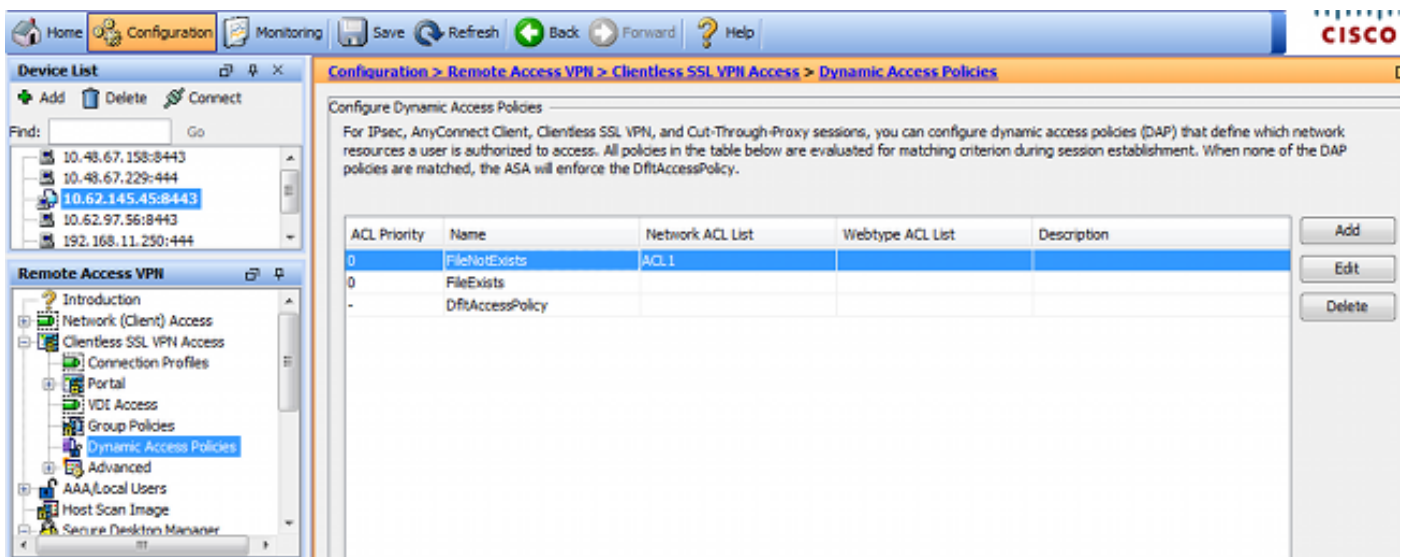 Home Configuration Monitoring Save Refresh Back Forward Help
CISCO
Device List
Add Delete Connect
Find: Go
10.48.67.158:8443
10.48.67.229:444
10.62.145.45:8443
10.62.97.56:8443
192.168.11.250:444
Remote Access VPN
Introduction
Network (Client) Access
Clientless SSL VPN Access
Connection Profiles
Portal
VDI Access
Group Policies
Dynamic Access Policies
Advanced
AAA/Local Users
Host Scan Image
Secure Desktop Manager
Configuration > Remote Access VPN > Clientless SSL VPN Access > Dynamic Access Policies
Configure Dynamic Access Policies
For IPsec, AnyConnect Client, Clientless SSL VPN, and Cut-Through-Proxy sessions, you can configure dynamic access policies (DAP) that define which network
resources a user is authorized to access. All policies in the table below are evaluated for matching criterion during session establishment. When none of the DAP
policies are matched, the ASA will enforce the DfltAccessPolicy.
ACL Priority Name Network ACL List Webtype ACL List Description
0 FileNotExists ACL1
0 FileExists
- DfltAccessPolicy
Add
Edit
Delete